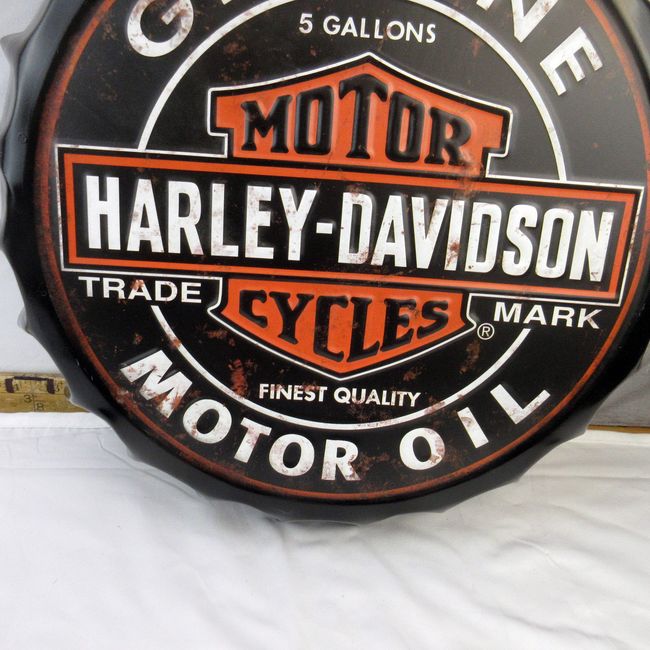 5 GALLONS
MOTOR
HARLEY-DAVIDSON
TRADE MARK
CYCLES
®
FINEST QUALITY
MOTOR OIL